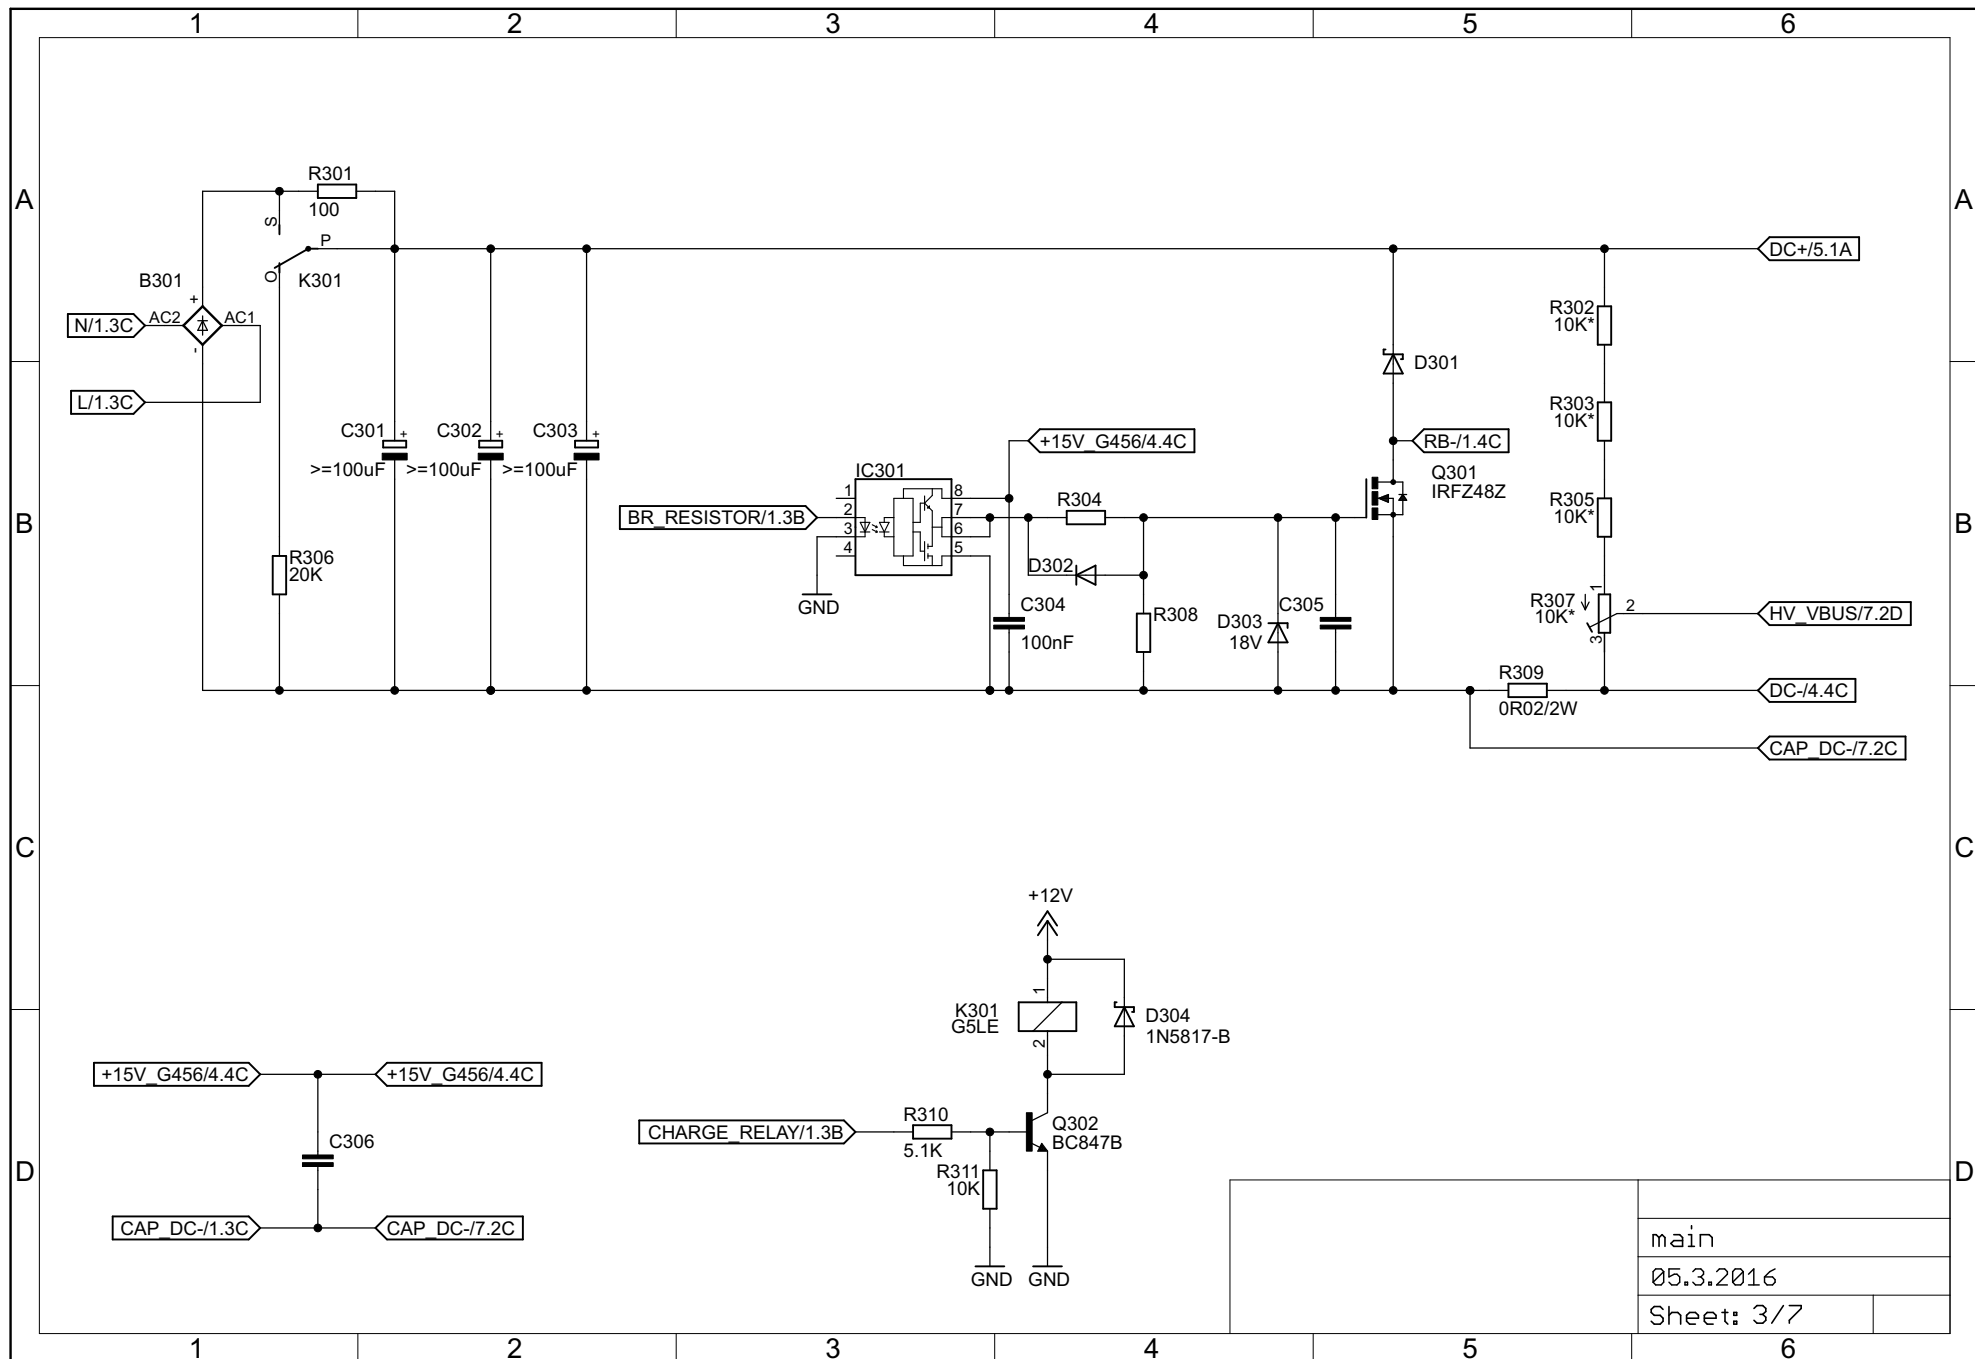 1 2 3 4 5 6
A A
R301
100
S
P
O
K301
B301
+
-
N/1.3C
AC2
AC1
L/1.3C
DC+/5.1A
R302
10K*
D301
R303
10K*
C301
+
>=100uF
C302
+
>=100uF
C303
+
>=100uF
+15V_G456/4.4C
RB-/1.4C
Q301
IRFZ48Z
IC301
1
2
3
4
8
7
6
5
R304
R305
10K*
B B
BR_RESISTOR/1.3B
R306
20K
D302
GND
C304
100nF
R308
D303
18V
C305
R307
10K*
1
2
3
HV_VBUS/7.2D
R309
0R02/2W
DC-/4.4C
CAP_DC-/7.2C
C C
+12V
1
K301
G5LE
2
D304
1N5817-B
+15V_G456/4.4C
+15V_G456/4.4C
C306
CHARGE_RELAY/1.3B
R310
5.1K
Q302
BC847B
R311
10K
D D
CAP_DC-/1.3C
CAP_DC-/7.2C
GND
GND
main
05.3.2016
Sheet: 3/7
1 2 3 4 5 6